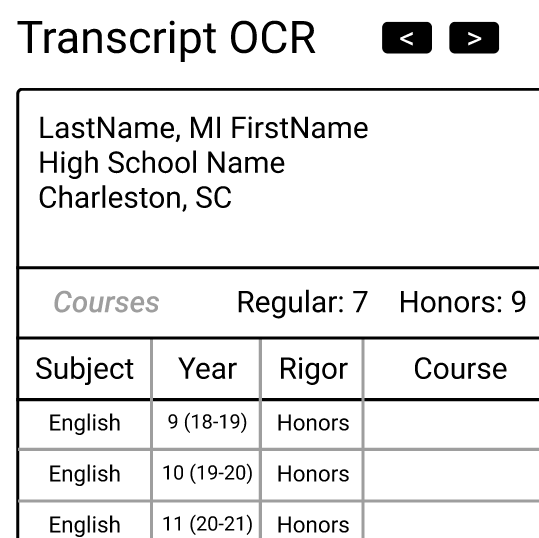 Transcript OCR < >
LastName, MI FirstName
High School Name
Charleston, SC
Courses Regular: 7 Honors: 9
Subject Year Rigor Course
English 9 (18-19) Honors
English 10 (19-20) Honors
English 11 (20-21) Honors